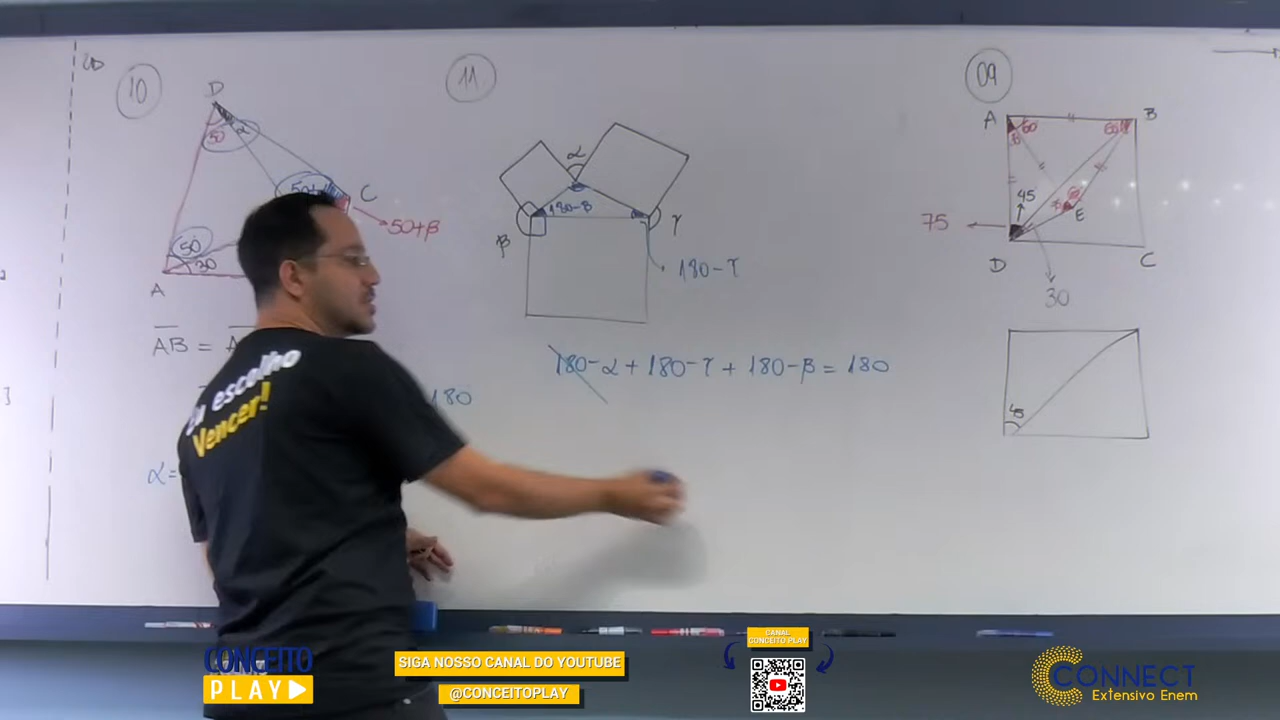 10
D
50
α
C
50+β
50
30
A
AB =
180
α=
11
α
180-β
β
γ
180-γ
180-α + 180-γ + 180-β = 180
09
A
60
B
45
E
75
D
C
30
45
Eu escolho
Vencer!
CONCEITO
PLAY
SIGA NOSSO CANAL DO YOUTUBE
@CONCEITOPLAY
CANAL
CONCEITO PLAY
CONNECT
Extensivo Enem